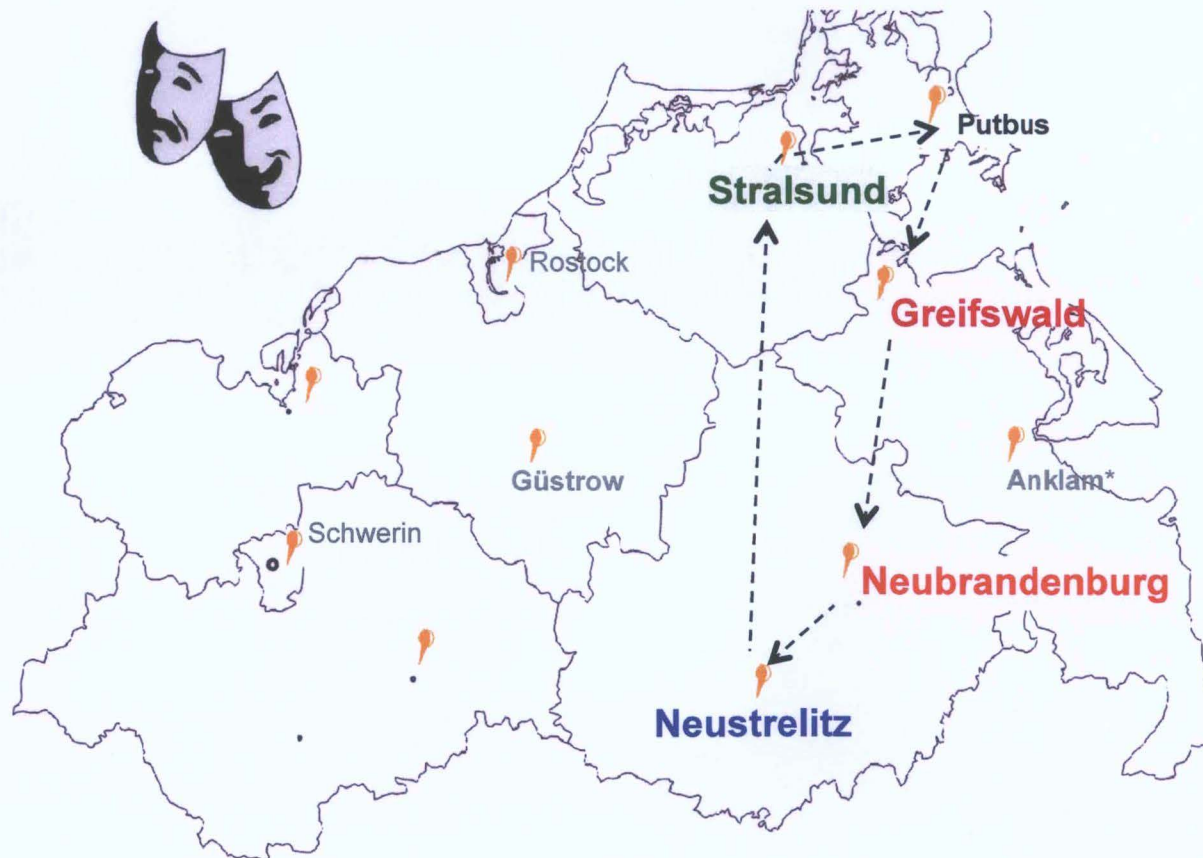 Putbus
Stralsund
Rostock
Greifswald
Güstrow
Anklam*
Schwerin
Neubrandenburg
Neustrelitz